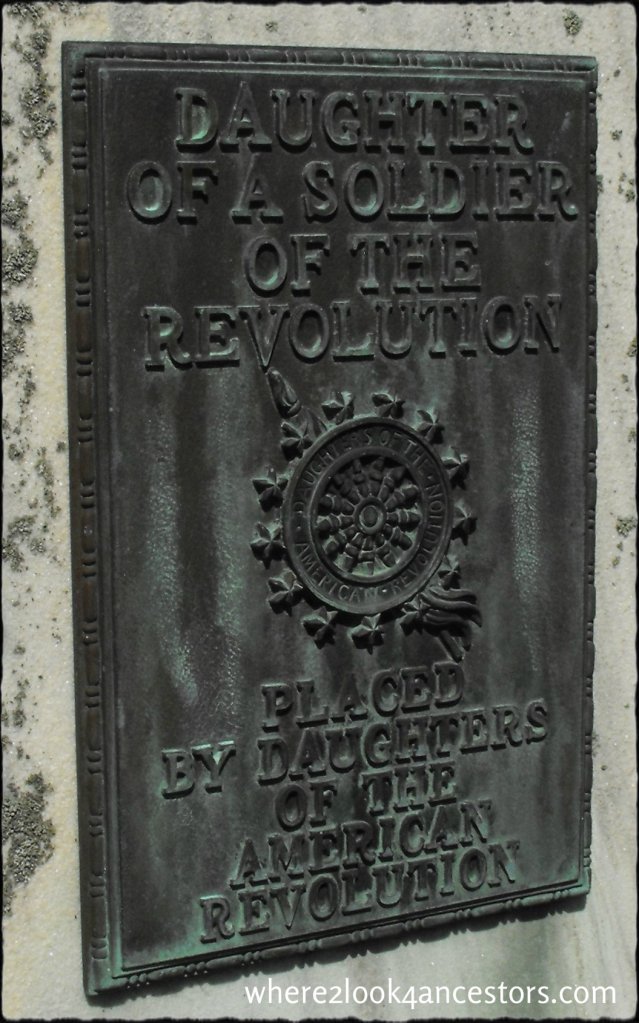 DAUGHTER
OF A SOLDIER
OF THE
REVOLUTION
DAUGHTERS OF THE
AMERICAN REVOLUTION
PLACED
BY DAUGHTERS
OF THE
AMERICAN
REVOLUTION
where2look4ancestors.com